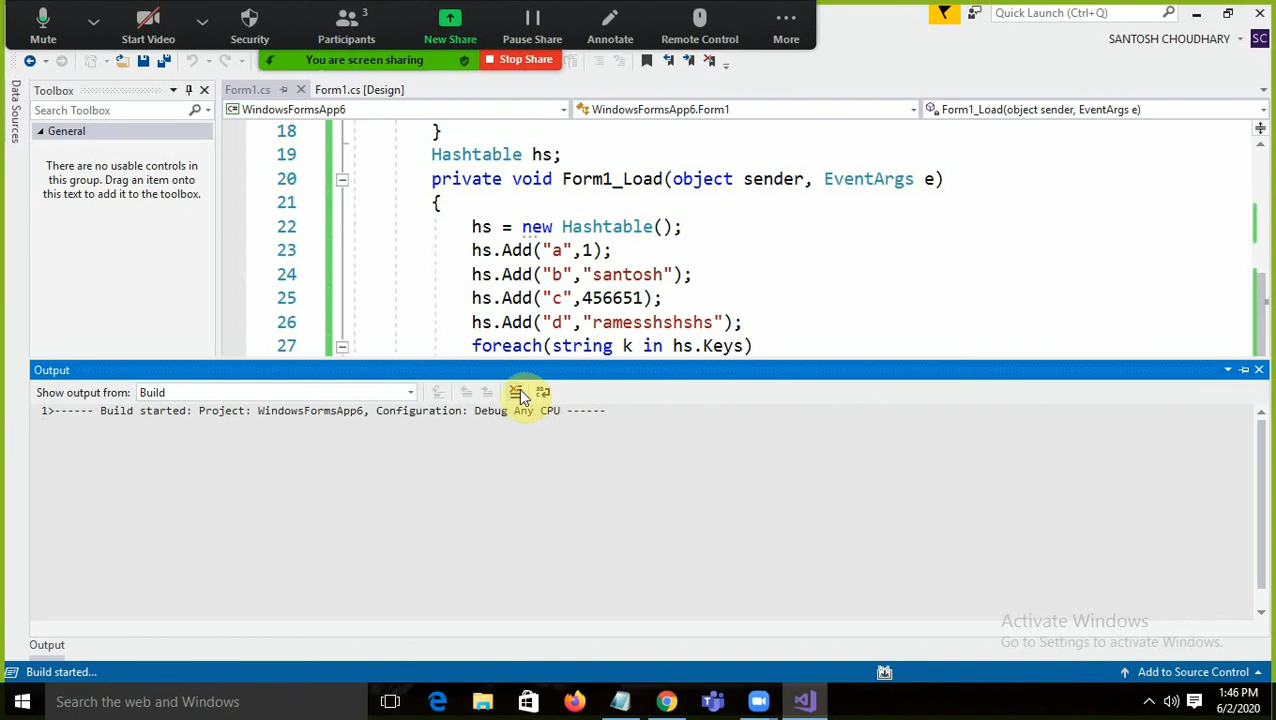 Mute
Start Video
Security
Participants
3
New Share
Pause Share
Annotate
Remote Control
More
Quick Launch (Ctrl+Q)
You are screen sharing
Stop Share
SANTOSH CHOUDHARY
SC
Data Sources
Toolbox
Search Toolbox
General
There are no usable controls in
this group. Drag an item onto
this text to add it to the toolbox.
Form1.cs
Form1.cs [Design]
WindowsFormsApp6
WindowsFormsApp6.Form1
Form1_Load(object sender, EventArgs e)
18 }
19 Hashtable hs;
20 private void Form1_Load(object sender, EventArgs e)
21 {
22 hs = new Hashtable();
23 hs.Add("a",1);
24 hs.Add("b","santosh");
25 hs.Add("c",456651);
26 hs.Add("d","ramesshshshs");
27 foreach(string k in hs.Keys)
Output
Show output from: Build
1>------ Build started: Project: WindowsFormsApp6, Configuration: Debug Any CPU ------
Activate Windows
Go to Settings to activate Windows.
Output
Build started...
Add to Source Control
Search the web and Windows
1:46 PM
6/2/2020